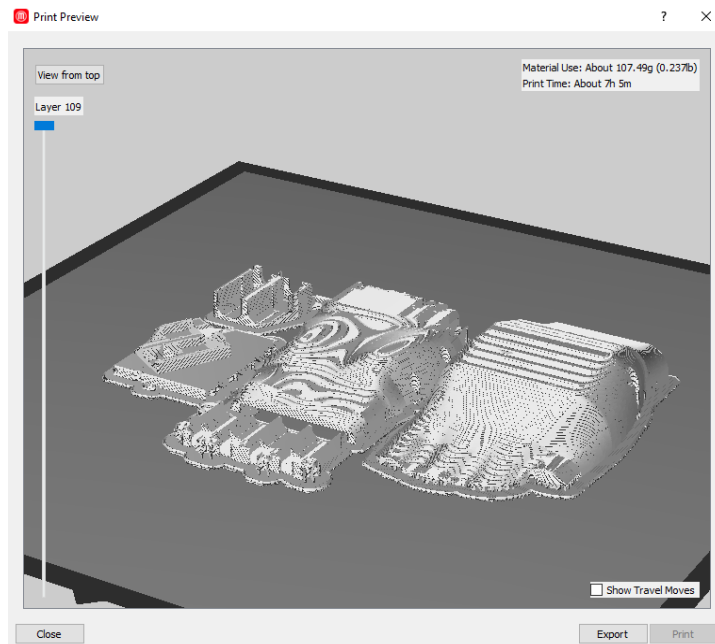 Print Preview
?
View from top
Material Use: About 107.49g (0.237lb)
Print Time: About 7h 5m
Layer 109
Show Travel Moves
Close
Export
Print